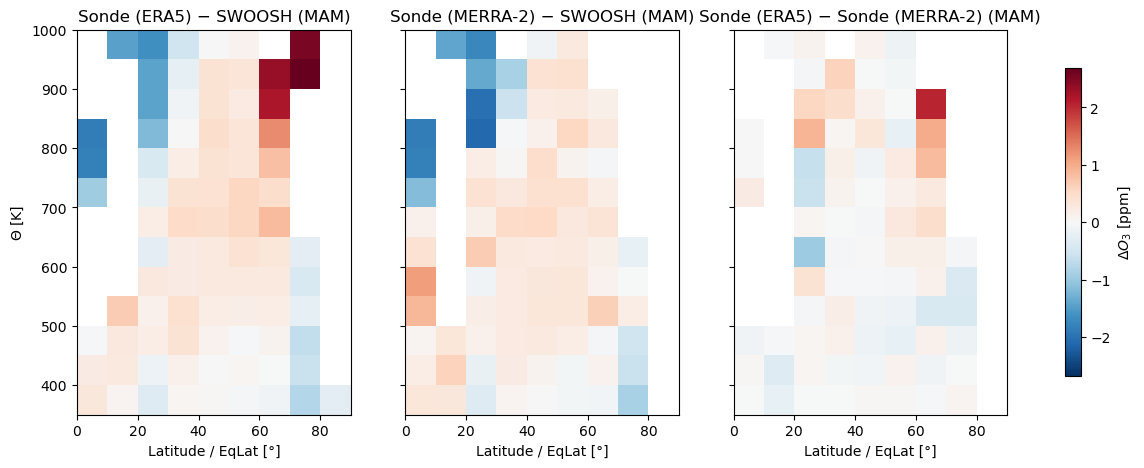 Sonde (ERA5) − SWOOSH (MAM)
Sonde (MERRA-2) − SWOOSH (MAM)
Sonde (ERA5) − Sonde (MERRA-2) (MAM)
Θ [K]
1000
900
800
700
600
500
400
0 20 40 60 80
Latitude / EqLat [°]
0 20 40 60 80
Latitude / EqLat [°]
0 20 40 60 80
Latitude / EqLat [°]
2
1
0
−1
−2
ΔO₃ [ppm]